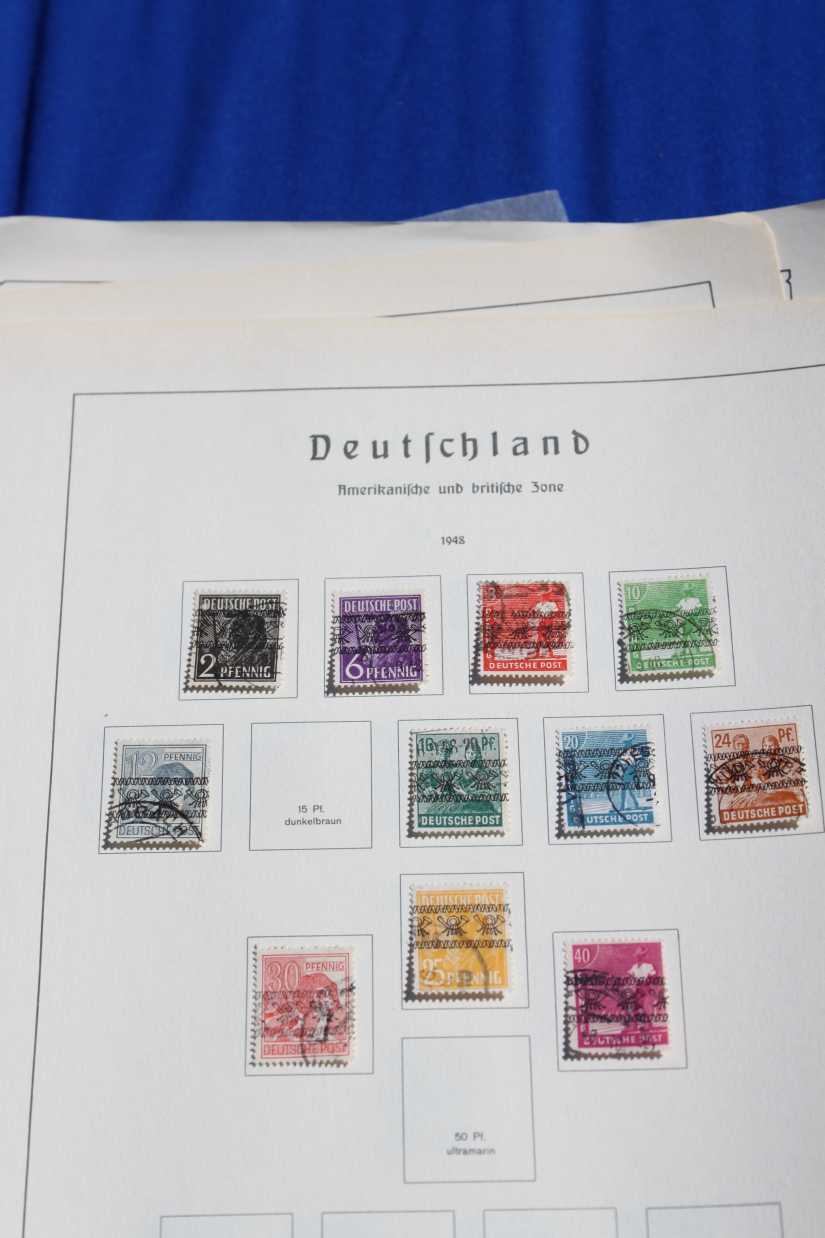 Deutſchland
Amerikaniſche und britiſche Zone
1948
DEUTSCHE POST
2 PFENNIG
DEUTSCHE POST
6 PFENNIG
8
DEUTSCHE POST
10
DEUTSCHE POST
12 PFENNIG
DEUTSCHE POST
15 Pf.
dunkelbraun
Pf.
DEUTSCHE POST
20
DEUTSCHE POST
24 Pf.
DEUTSCHE POST
DEUTSCHE POST
25 PFENNIG
30 PFENNIG
DEUTSCHE POST
40
DEUTSCHE POST
50 Pf.
ultramarin